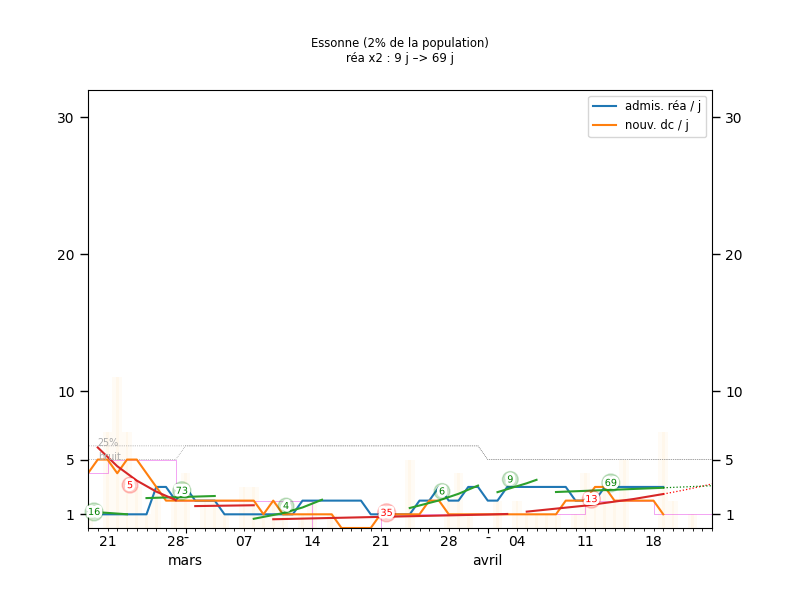 Essonne (2% de la population)
réa x2 : 9 j –> 69 j
admis. réa / j
nouv. dc / j
30 30
20 20
10 10
5 5
1 1
25%
bruit
16 5 73 4 35 6 9 13 69
21 28 - 07 14 21 28 - 04 11 18
mars avril